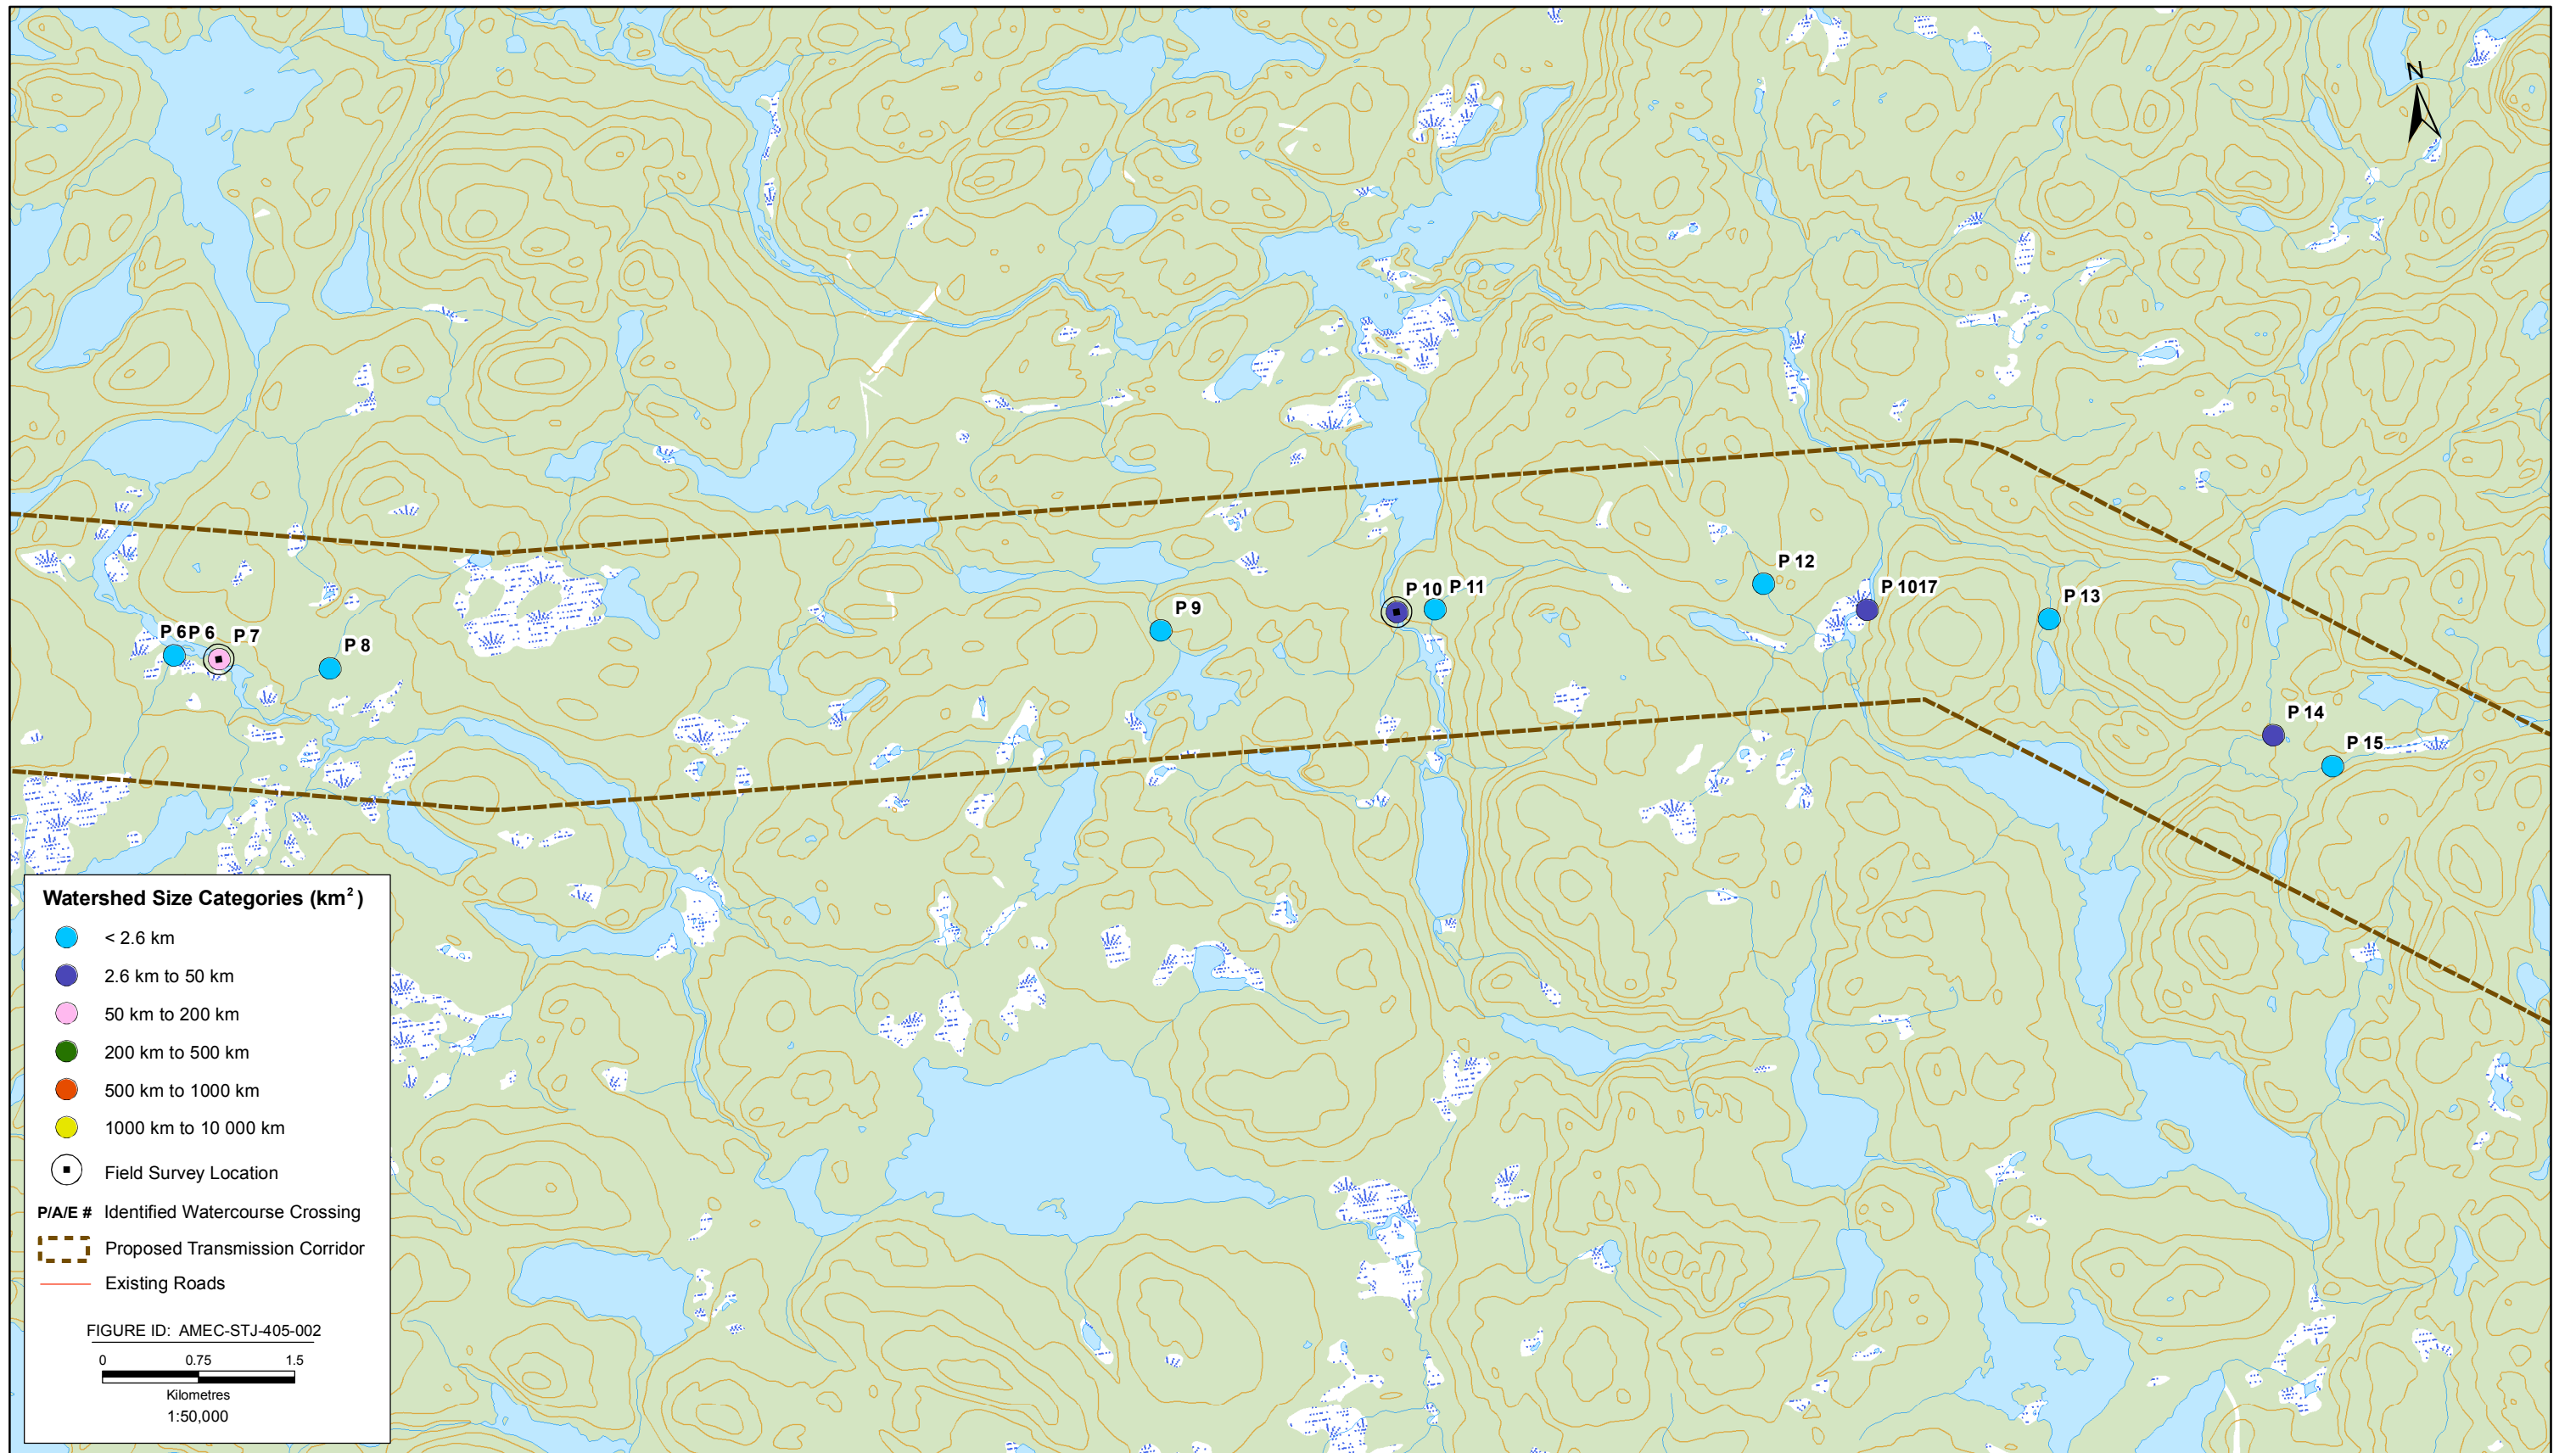 N
P 12
P 10
P 11
P 1017
P 9
P 13
P 6
P 6
P 7
P 8
P 14
P 15
Watershed Size Categories (km²)
< 2.6 km
2.6 km to 50 km
50 km to 200 km
200 km to 500 km
500 km to 1000 km
1000 km to 10 000 km
Field Survey Location
P/A/E # Identified Watercourse Crossing
Proposed Transmission Corridor
Existing Roads
FIGURE ID: AMEC-STJ-405-002
0 0.75 1.5
Kilometres
1:50,000